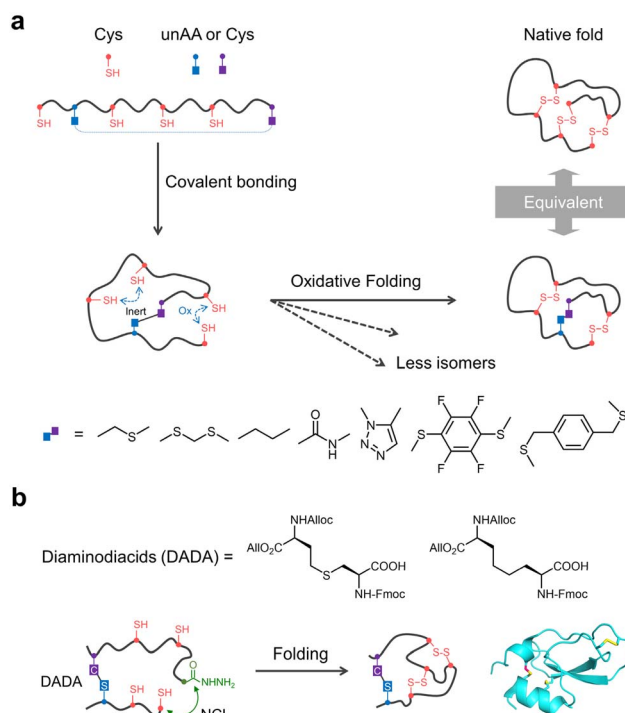 a
Cys unAA or Cys Native fold
SH
SH SH SH SH
S–S
S–S S–S
Covalent bonding
Equivalent
SH
SH SH
Inert Ox
SH
Oxidative Folding
Less isomers
S–S
S–S
=
S
S S
O
N
H
N
N N
F F
S S
F F
S
S
b
Diaminodiacids (DADA) =
NHAlloc
AllO₂C
S COOH
NH-Fmoc
NHAlloc
AllO₂C
COOH
NH-Fmoc
SH SH
O
NHNH₂
DADA
C
S
SH SH
Folding
C
S
S–S
S–S